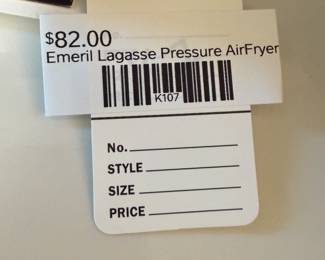 $82.00
Emeril Lagasse Pressure AirFryer
K107
No.
STYLE
SIZE
PRICE